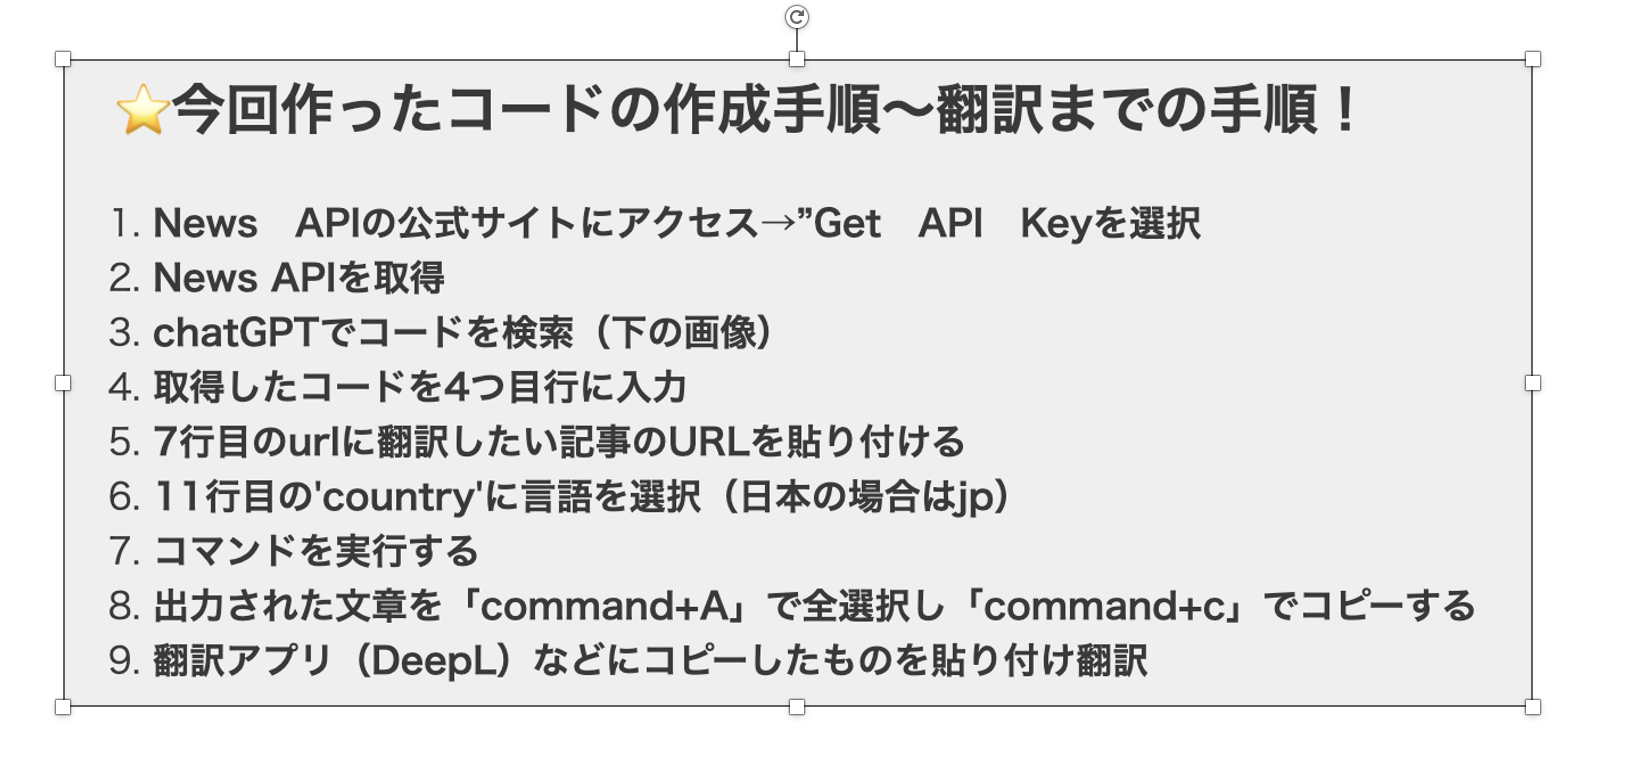 ⭐今回作ったコードの作成手順〜翻訳までの手順！
1. News　APIの公式サイトにアクセス→”Get　API　Keyを選択
2. News APIを取得
3. chatGPTでコードを検索（下の画像）
4. 取得したコードを4つ目行に入力
5. 7行目のurlに翻訳したい記事のURLを貼り付ける
6. 11行目の'country'に言語を選択（日本の場合はjp）
7. コマンドを実行する
8. 出力された文章を「command+A」で全選択し「command+c」でコピーする
9. 翻訳アプリ（DeepL）などにコピーしたものを貼り付け翻訳